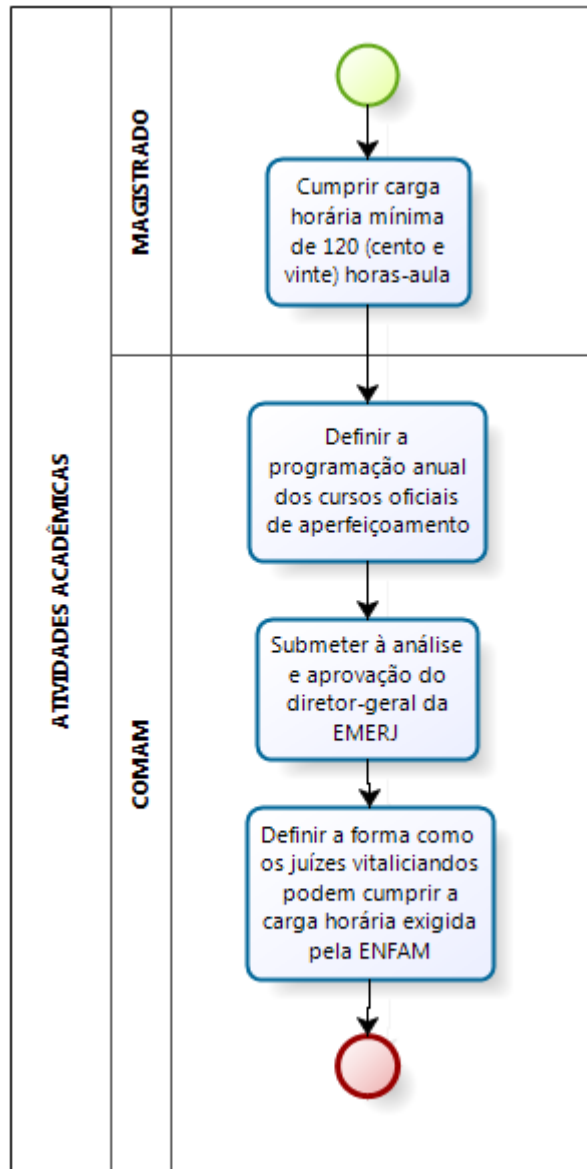 ATIVIDADES ACADÊMICAS
MAGISTRADO
Cumprir carga
horária mínima
de 120 (cento e
vinte) horas-aula
COMAM
Definir a
programação anual
dos cursos oficiais
de aperfeiçoamento
Submeter à análise
e aprovação do
diretor-geral da
EMERJ
Definir a forma como
os juízes vitaliciandos
podem cumprir a
carga horária exigida
pela ENFAM